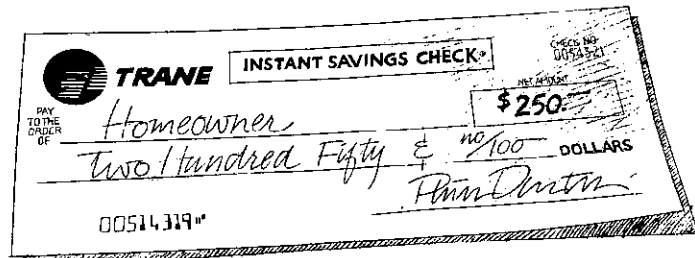 TRANE
INSTANT SAVINGS CHECK
CHECK NO
NET AMOUNT
$250.—
PAY
TO THE
ORDER
OF
Homeowner
Two Hundred Fifty & no/100 DOLLARS
00514319